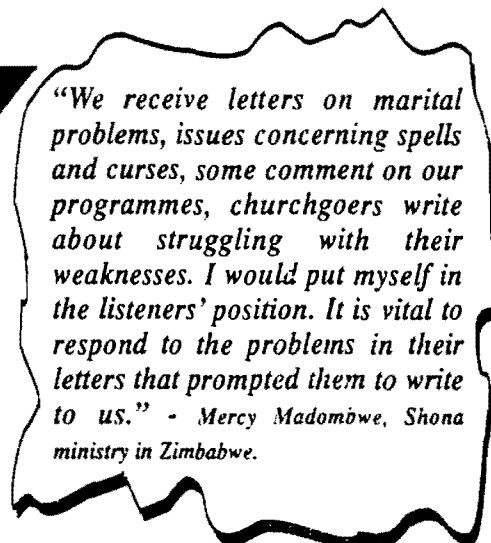 “We receive letters on marital
problems, issues concerning spells
and curses, some comment on our
programmes, churchgoers write
about struggling with their
weaknesses. I would put myself in
the listeners' position. It is vital to
respond to the problems in their
letters that prompted them to write
to us.” - Mercy Madombwe, Shona
ministry in Zimbabwe.